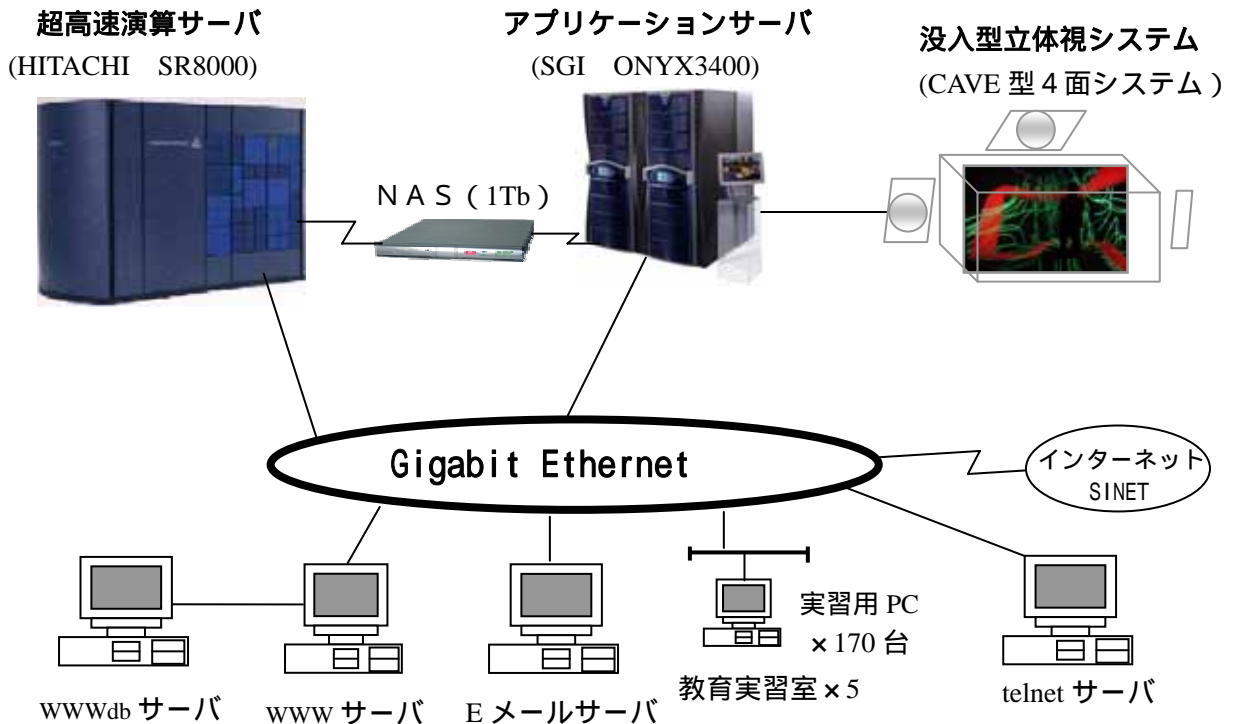 超高速演算サーバ
(HITACHI　SR8000)
アプリケーションサーバ
(SGI　ONYX3400)
没入型立体視システム
(CAVE 型４面システム）
ＮＡＳ（1Tb）
Gigabit Ethernet
インターネット
SINET
実習用 PC
×170 台
教育実習室×5
WWWdb サーバ
WWW サーバ
E メールサーバ
telnet サーバ